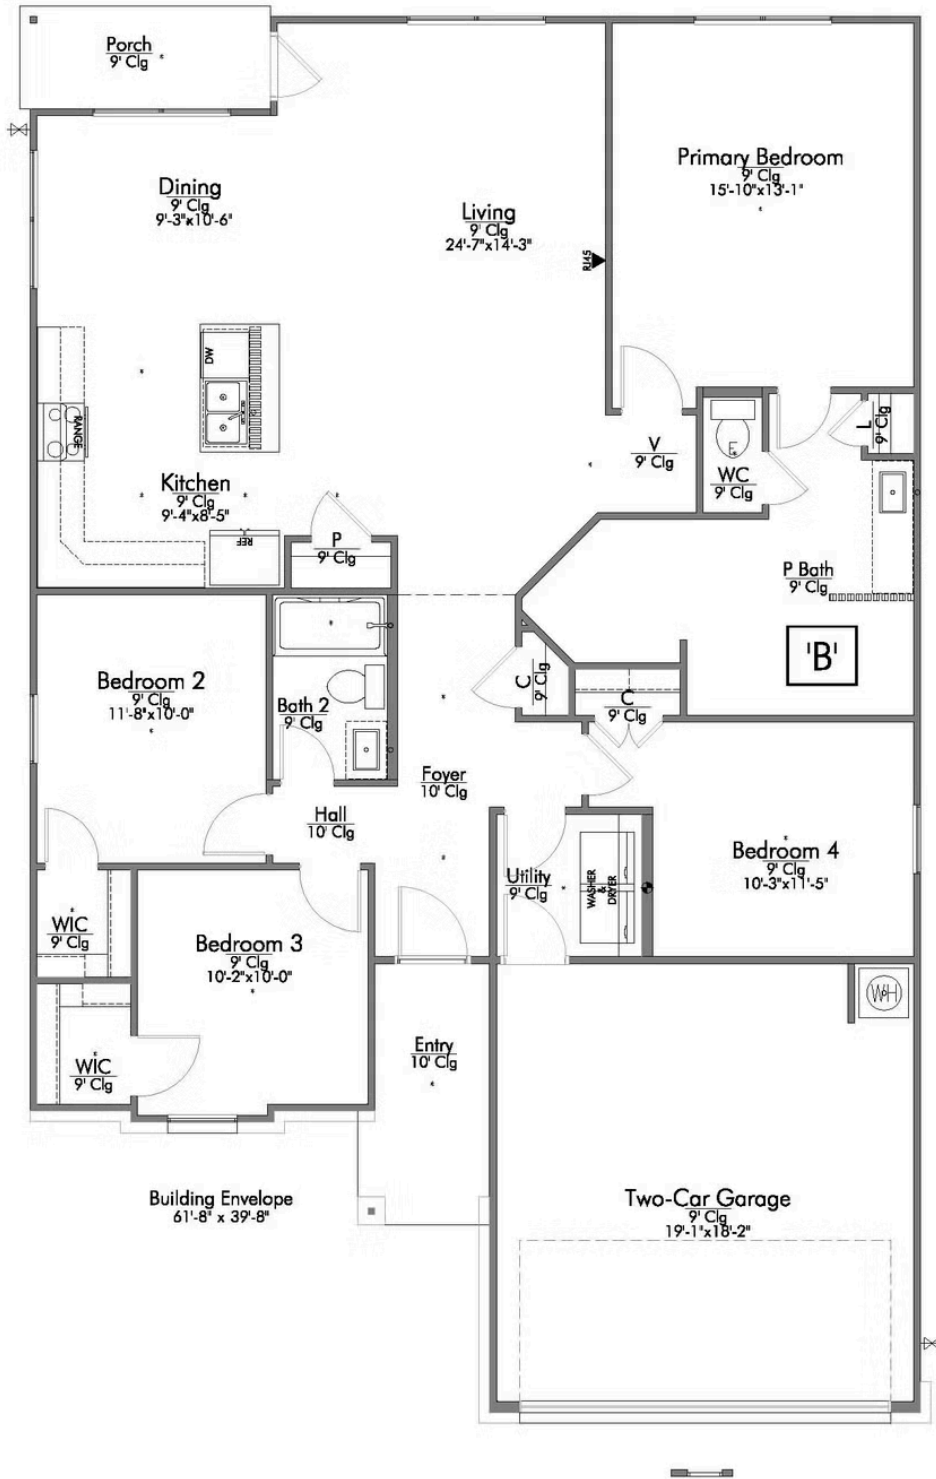 Porch
9' Clg
Primary Bedroom
9' Clg
15'-10"x13'-1"
Dining
9' Clg
9'-3"x10'-6"
Living
9' Clg
24'-7"x14'-3"
RJ45
DW
RANGE
Kitchen
9' Clg
9'-4"x8'-5"
REF
P
9' Clg
V
9' Clg
WC
9' Clg
L
9' Clg
P Bath
9' Clg
'B'
Bedroom 2
9' Clg
11'-8"x10'-0"
Bath 2
9' Clg
C
9' Clg
C
9' Clg
Foyer
10' Clg
Hall
10' Clg
Utility
9' Clg
WASHER
&
DRYER
Bedroom 4
9' Clg
10'-3"x11'-5"
WIC
9' Clg
Bedroom 3
9' Clg
10'-2"x10'-0"
WH
WIC
9' Clg
Entry
10' Clg
Building Envelope
61'-8" x 39'-8"
Two-Car Garage
9' Clg
19'-1"x18'-2"